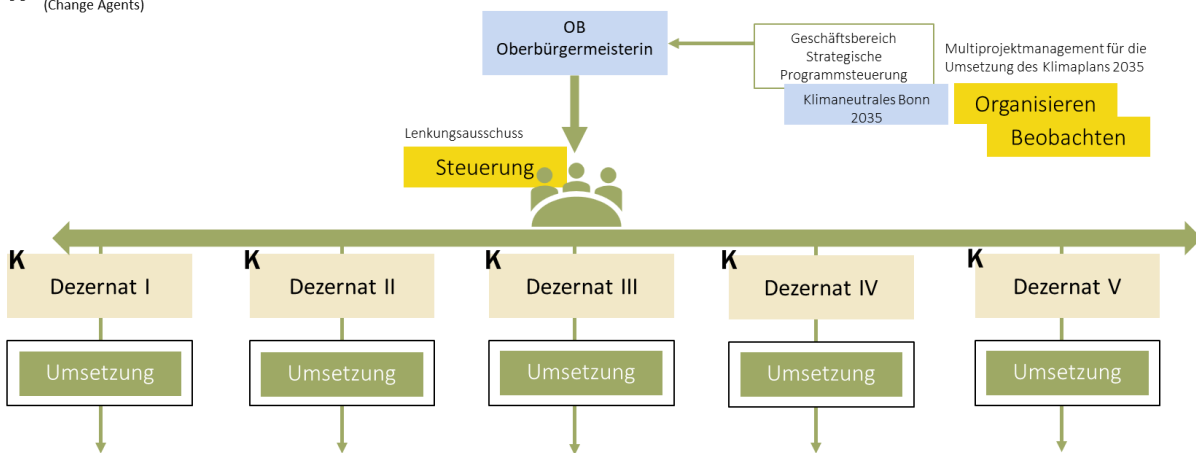 (Change Agents)
OB
Oberbürgermeisterin
Geschäftsbereich
Strategische
Programmsteuerung
Klimaneutrales Bonn
2035
Multiprojektmanagement für die
Umsetzung des Klimaplans 2035
Organisieren
Beobachten
Lenkungsausschuss
Steuerung
K Dezernat I
K Dezernat II
K Dezernat III
K Dezernat IV
K Dezernat V
Umsetzung
Umsetzung
Umsetzung
Umsetzung
Umsetzung